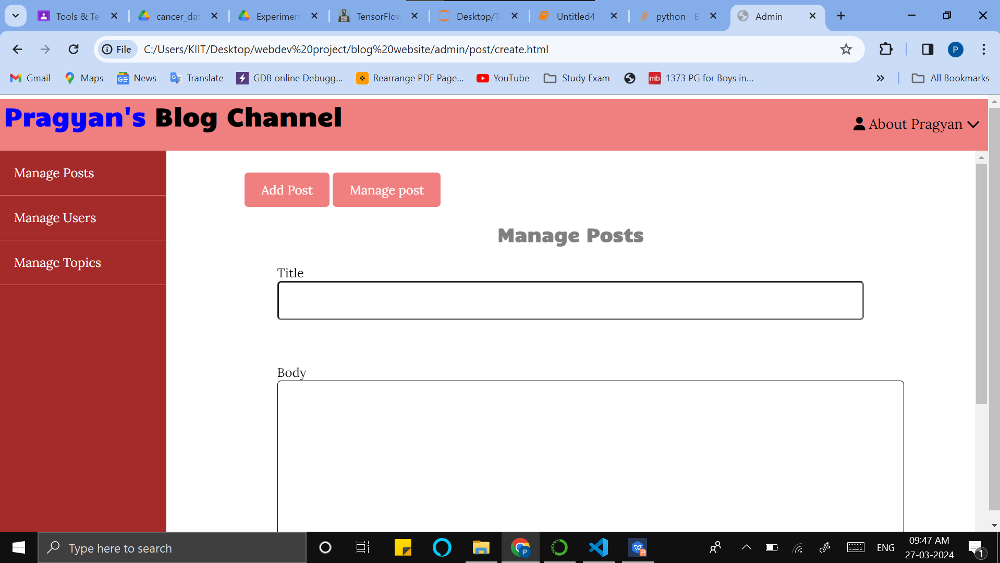 Tools & Te
cancer_dat
Experimen
TensorFlow
Desktop/T
Untitled4 -
python - E
Admin
File
C:/Users/KIIT/Desktop/webdev%20project/blog%20website/admin/post/create.html
P
Gmail
Maps
News
Translate
GDB online Debugg...
Rearrange PDF Page...
YouTube
Study Exam
mb
1373 PG for Boys in...
All Bookmarks
Pragyan's Blog Channel
About Pragyan
Manage Posts
Manage Users
Manage Topics
Add Post
Manage post
Manage Posts
Title
Body
Type here to search
P
ENG
09:47 AM
27-03-2024
1